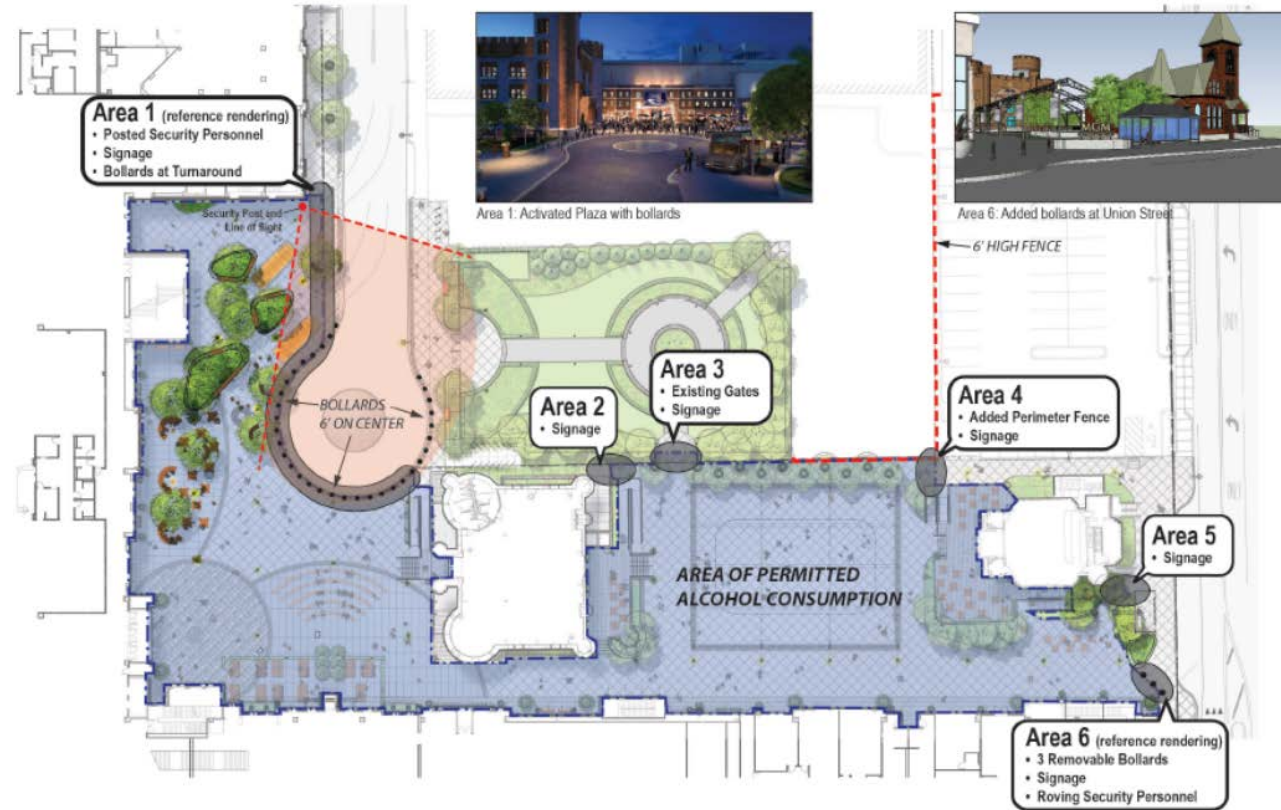 Area 1 (reference rendering)
• Posted Security Personnel
• Signage
• Bollards at Turnaround
Security Post and
Line of Sight
Area 1: Activated Plaza with bollards
MGM
Area 6: Added bollards at Union Street
6' HIGH FENCE
BOLLARDS
6' ON CENTER
Area 2
• Signage
Area 3
• Existing Gates
• Signage
Area 4
• Added Perimeter Fence
• Signage
Area 5
• Signage
AREA OF PERMITTED
ALCOHOL CONSUMPTION
Area 6 (reference rendering)
• 3 Removable Bollards
• Signage
• Roving Security Personnel